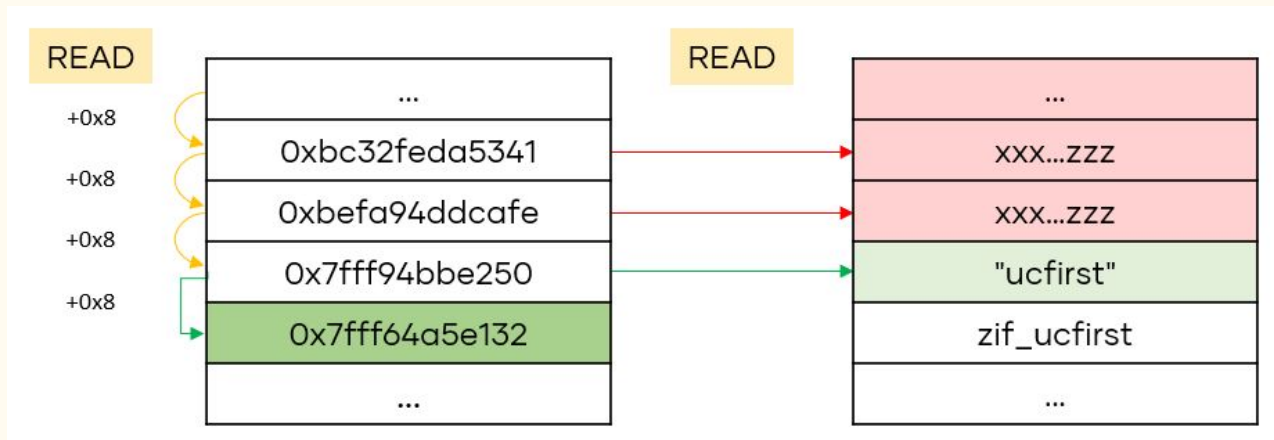 READ
+0x8
+0x8
+0x8
+0x8
...
0xbc32feda5341
0xbefa94ddcafe
0x7fff94bbe250
0x7fff64a5e132
...
READ
...
xxx...zzz
xxx...zzz
"ucfirst"
zif_ucfirst
...